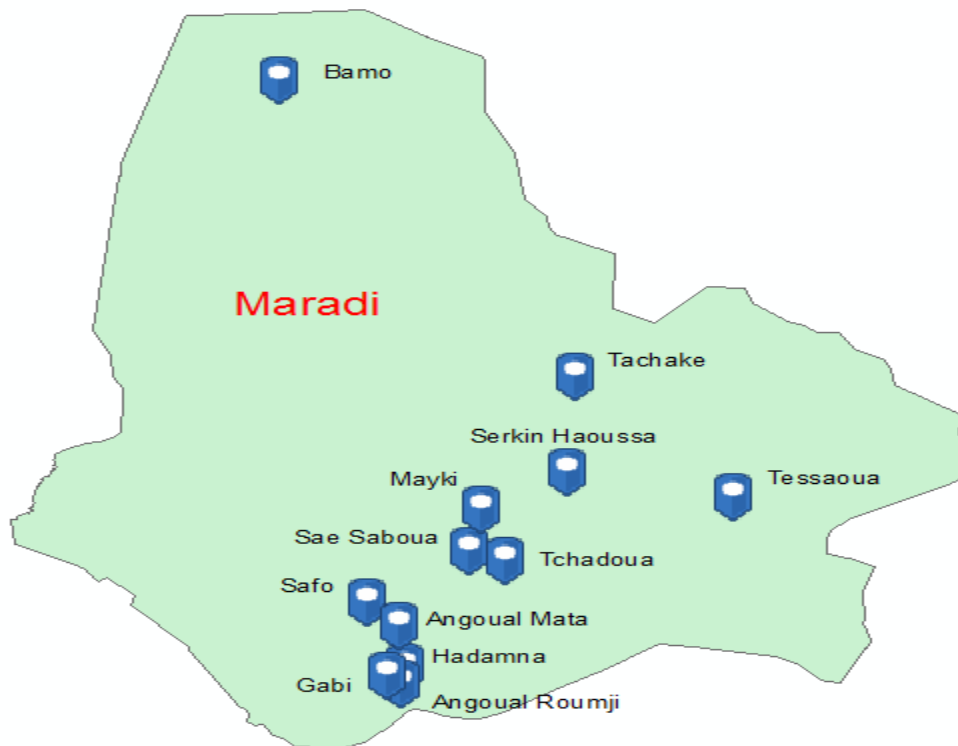 Bamo
Maradi
Tachake
Serkin Haoussa
Mayki
Tessaoua
Sae Saboua
Tchadoua
Safo
Angoual Mata
Hadamna
Gabi
Angoual Roumji